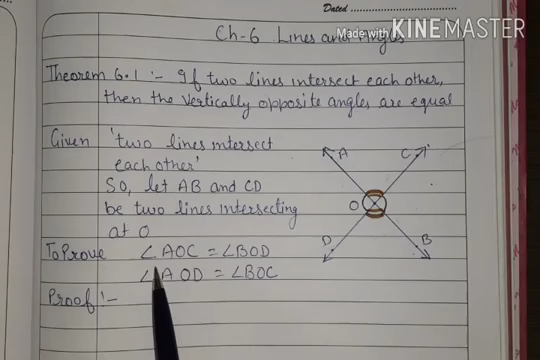 Dated
Made with KINEMASTER
Ch-6 Lines and Angles
Theorem 6.1 :- If two lines intersect each other,
then the vertically opposite angles are equal
Given 'two lines intersect
each other'
So, let AB and CD
be two lines intersecting
at O
A
C
O
D
B
To Prove ∠AOC = ∠BOD
∠AOD = ∠BOC
Proof :-